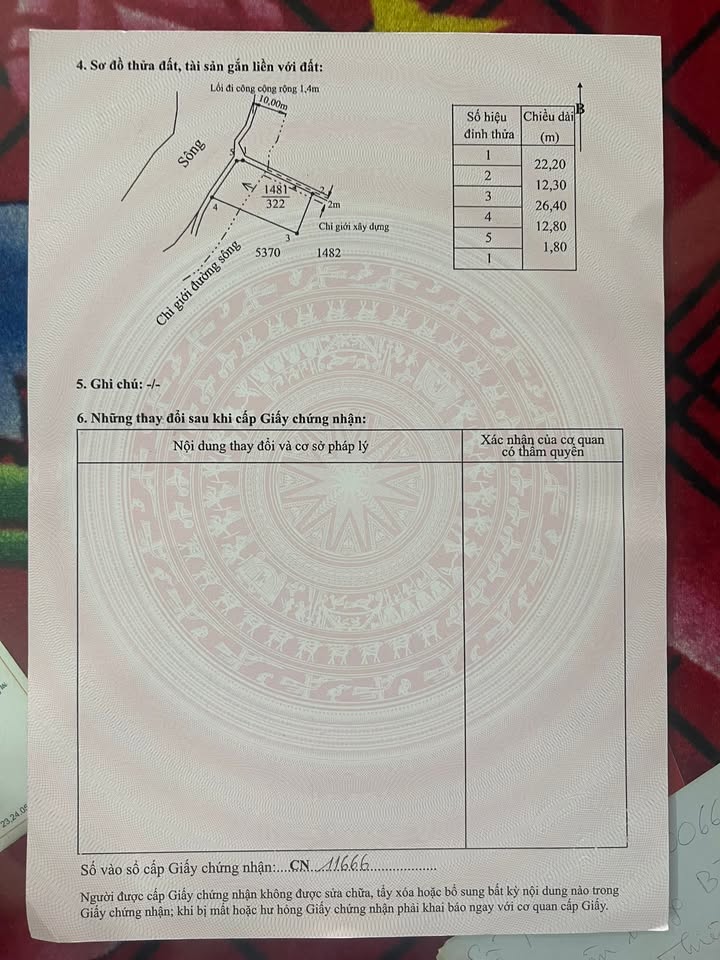 4. Sơ đồ thửa đất, tài sản gắn liền với đất:
Lối đi công cộng rộng 1,4m
10,00m
Sông
5
1
2
1481
322
2m
4
Chỉ giới xây dựng
3
5370
1482
Chỉ giới đường sông
B
Số hiệu đỉnh thửa
Chiều dài (m)
1
22,20
2
12,30
3
26,40
4
12,80
5
1,80
1
5. Ghi chú: -/-
6. Những thay đổi sau khi cấp Giấy chứng nhận:
Nội dung thay đổi và cơ sở pháp lý
Xác nhận của cơ quan
có thẩm quyền
Số vào sổ cấp Giấy chứng nhận:....CN...11666..................
Người được cấp Giấy chứng nhận không được sửa chữa, tẩy xóa hoặc bổ sung bất kỳ nội dung nào trong
Giấy chứng nhận; khi bị mất hoặc hư hỏng Giấy chứng nhận phải khai báo ngay với cơ quan cấp Giấy.